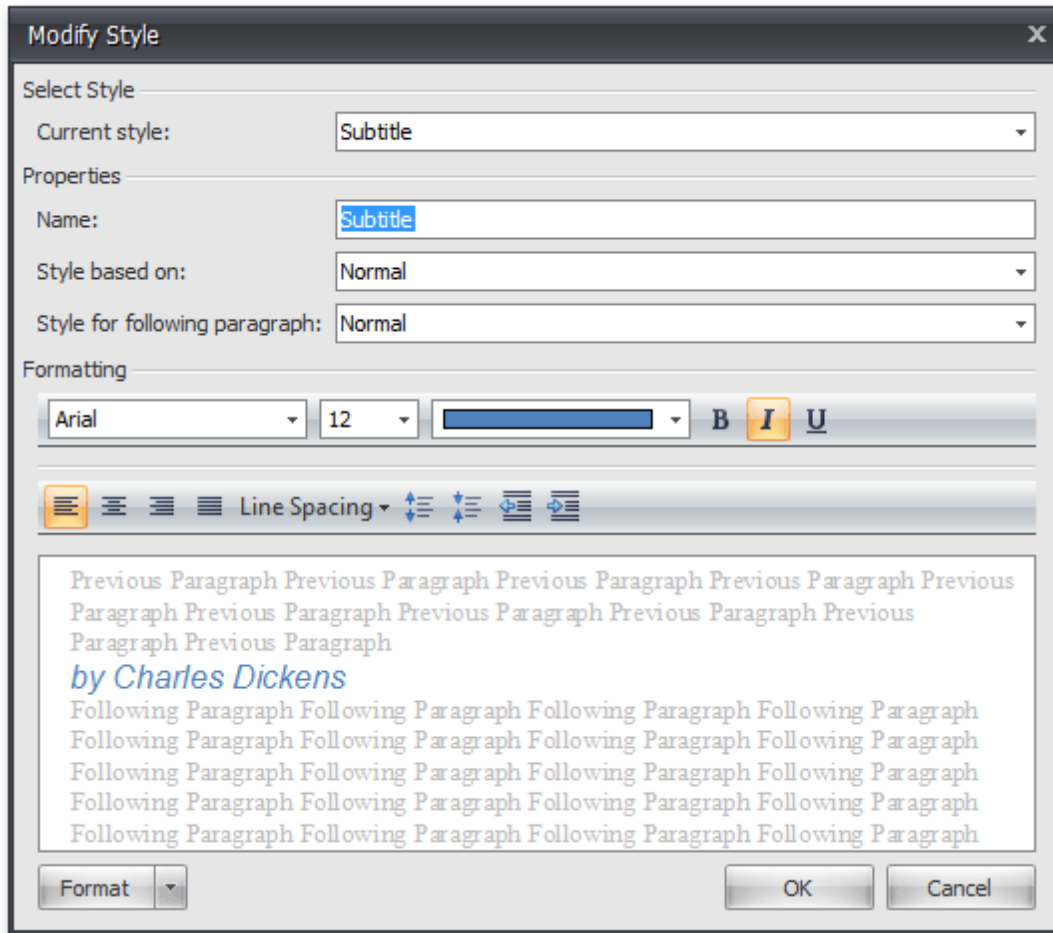 Modify Style x
Select Style
Current style: Subtitle
Properties
Name: Subtitle
Style based on: Normal
Style for following paragraph: Normal
Formatting
Arial 12 B I U
Line Spacing
Previous Paragraph Previous Paragraph Previous Paragraph Previous Paragraph Previous
Paragraph Previous Paragraph Previous Paragraph Previous Paragraph Previous
Paragraph Previous Paragraph
by Charles Dickens
Following Paragraph Following Paragraph Following Paragraph Following Paragraph
Following Paragraph Following Paragraph Following Paragraph Following Paragraph
Following Paragraph Following Paragraph Following Paragraph Following Paragraph
Following Paragraph Following Paragraph Following Paragraph Following Paragraph
Following Paragraph Following Paragraph Following Paragraph Following Paragraph
Format OK Cancel